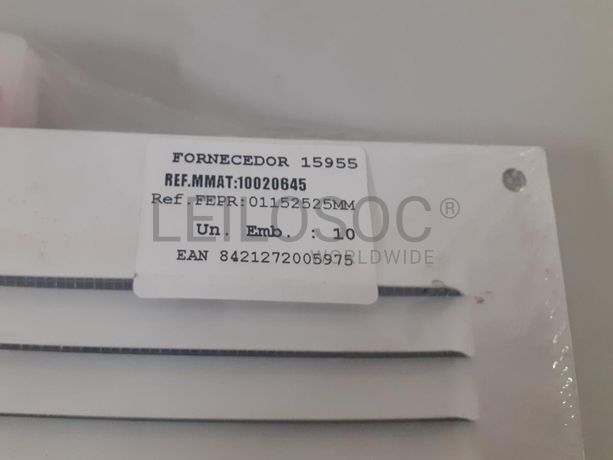 FORNECEDOR 15955
REF.MMAT:10020645
Ref.FEPR:01152525MM
LEILOSOC®
Un. Emb. : 10
WORLDWIDE
EAN 8421272005975